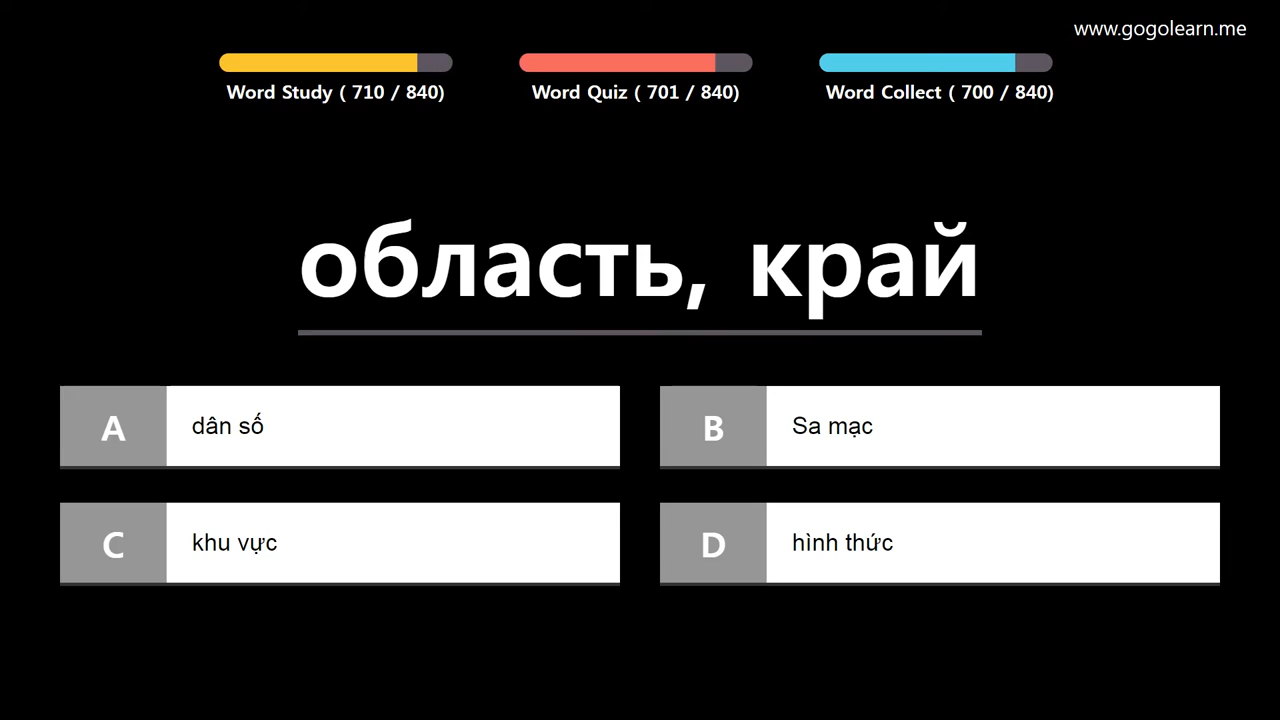 www.gogolearn.me
Word Study ( 710 / 840)
Word Quiz ( 701 / 840)
Word Collect ( 700 / 840)
область, край
A dân số
B Sa mạc
C khu vực
D hình thức